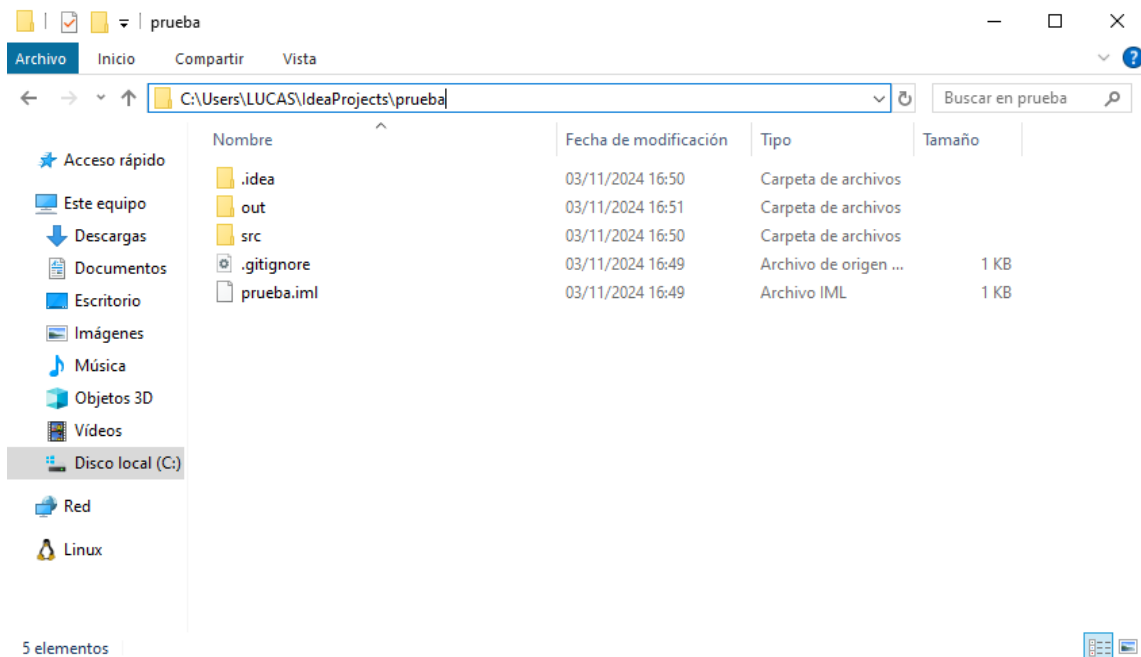 prueba
Archivo Inicio Compartir Vista
C:\Users\LUCAS\IdeaProjects\prueba Buscar en prueba
Nombre Fecha de modificación Tipo Tamaño
Acceso rápido
.idea 03/11/2024 16:50 Carpeta de archivos
Este equipo
out 03/11/2024 16:51 Carpeta de archivos
Descargas
src 03/11/2024 16:50 Carpeta de archivos
Documentos
.gitignore 03/11/2024 16:49 Archivo de origen ... 1 KB
Escritorio
prueba.iml 03/11/2024 16:49 Archivo IML 1 KB
Imágenes
Música
Objetos 3D
Vídeos
Disco local (C:)
Red
Linux
5 elementos